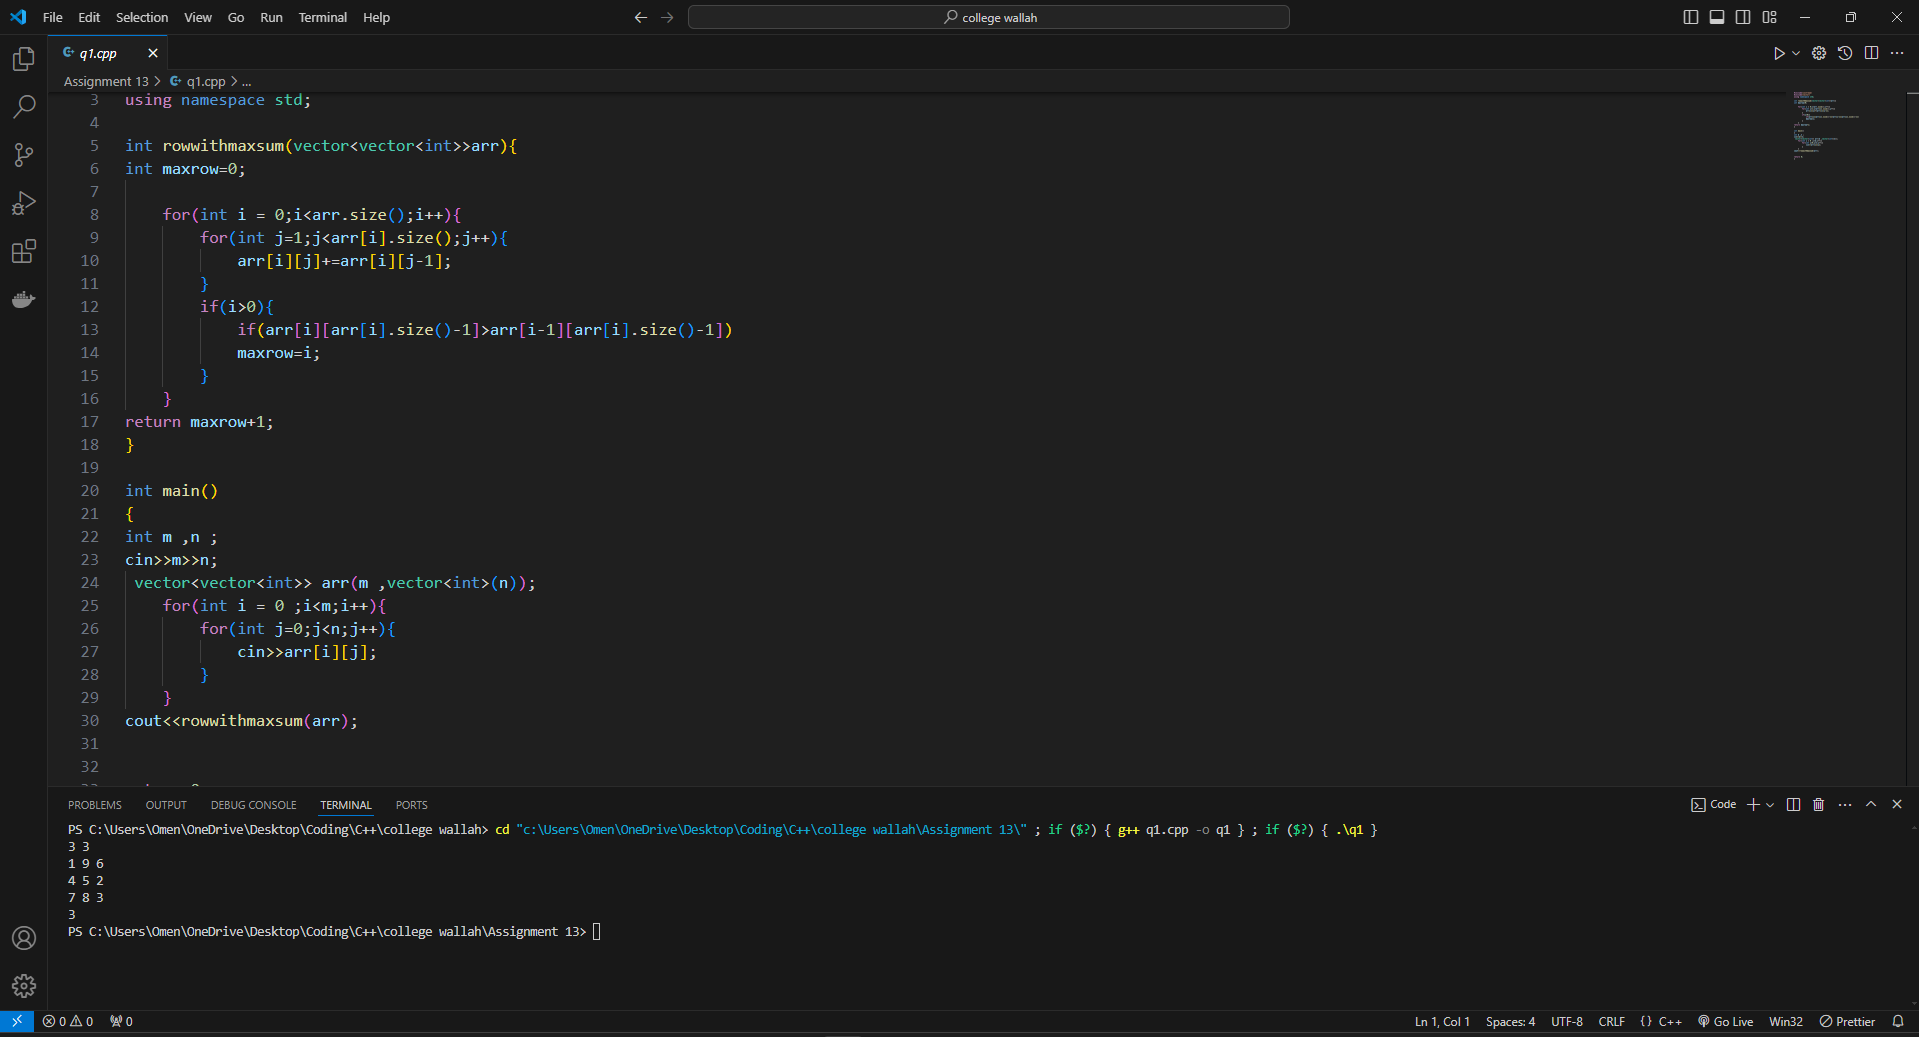 File Edit Selection View Go Run Terminal Help
college wallah
q1.cpp
Assignment 13 > q1.cpp > ...
3 using namespace std;
4
5 int rowwithmaxsum(vector<vector<int>>arr){
6 int maxrow=0;
7
8 for(int i = 0;i<arr.size();i++){
9 for(int j=1;j<arr[i].size();j++){
10 arr[i][j]+=arr[i][j-1];
11 }
12 if(i>0){
13 if(arr[i][arr[i].size()-1]>arr[i-1][arr[i].size()-1])
14 maxrow=i;
15 }
16 }
17 return maxrow+1;
18 }
19
20 int main()
21 {
22 int m ,n ;
23 cin>>m>>n;
24 vector<vector<int>> arr(m ,vector<int>(n));
25 for(int i = 0 ;i<m;i++){
26 for(int j=0;j<n;j++){
27 cin>>arr[i][j];
28 }
29 }
30 cout<<rowwithmaxsum(arr);
31
32
PROBLEMS OUTPUT DEBUG CONSOLE TERMINAL PORTS
Code
PS C:\Users\Omen\OneDrive\Desktop\Coding\C++\college wallah> cd "c:\Users\Omen\OneDrive\Desktop\Coding\C++\college wallah\Assignment 13\" ; if ($?) { g++ q1.cpp -o q1 } ; if ($?) { .\q1 }
3 3
1 9 6
4 5 2
7 8 3
3
PS C:\Users\Omen\OneDrive\Desktop\Coding\C++\college wallah\Assignment 13>
0 0 0 Ln 1, Col 1 Spaces: 4 UTF-8 CRLF {} C++ Go Live Win32 Prettier